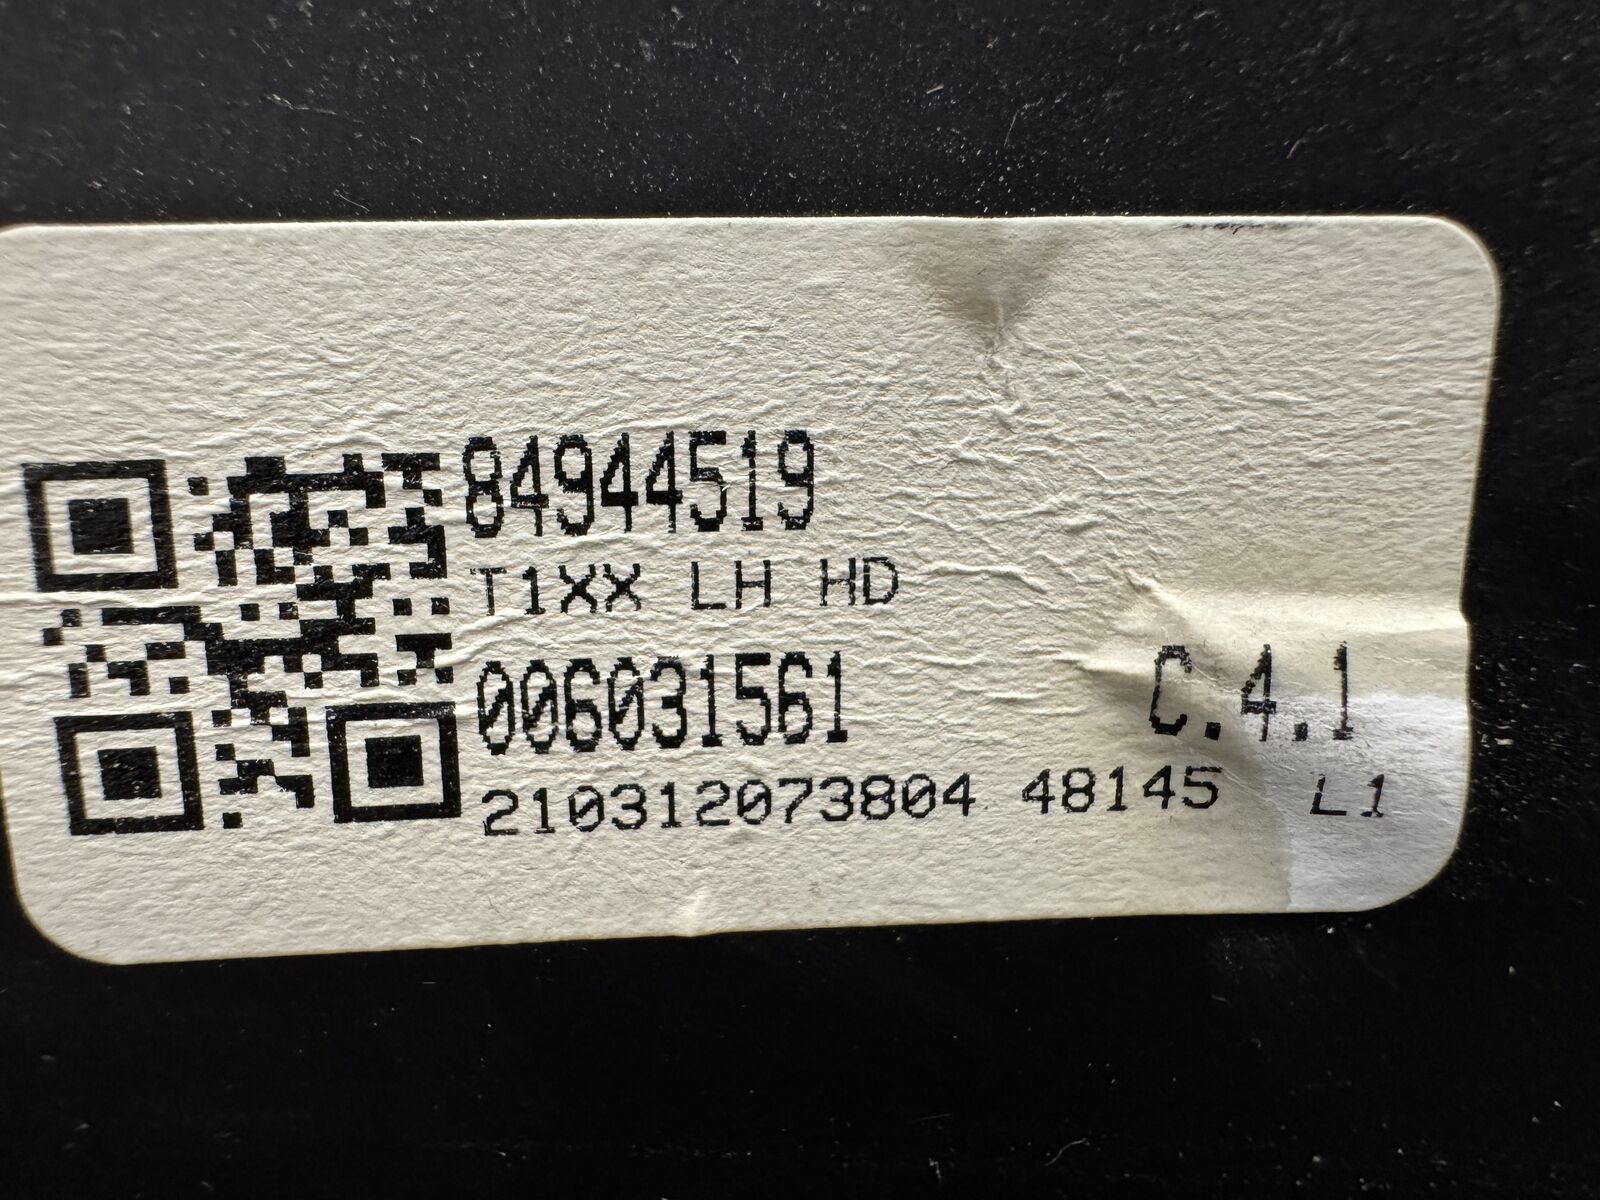 84944519
T1XX LH HD
006031561 C.4.1
210312073804 48145 L1